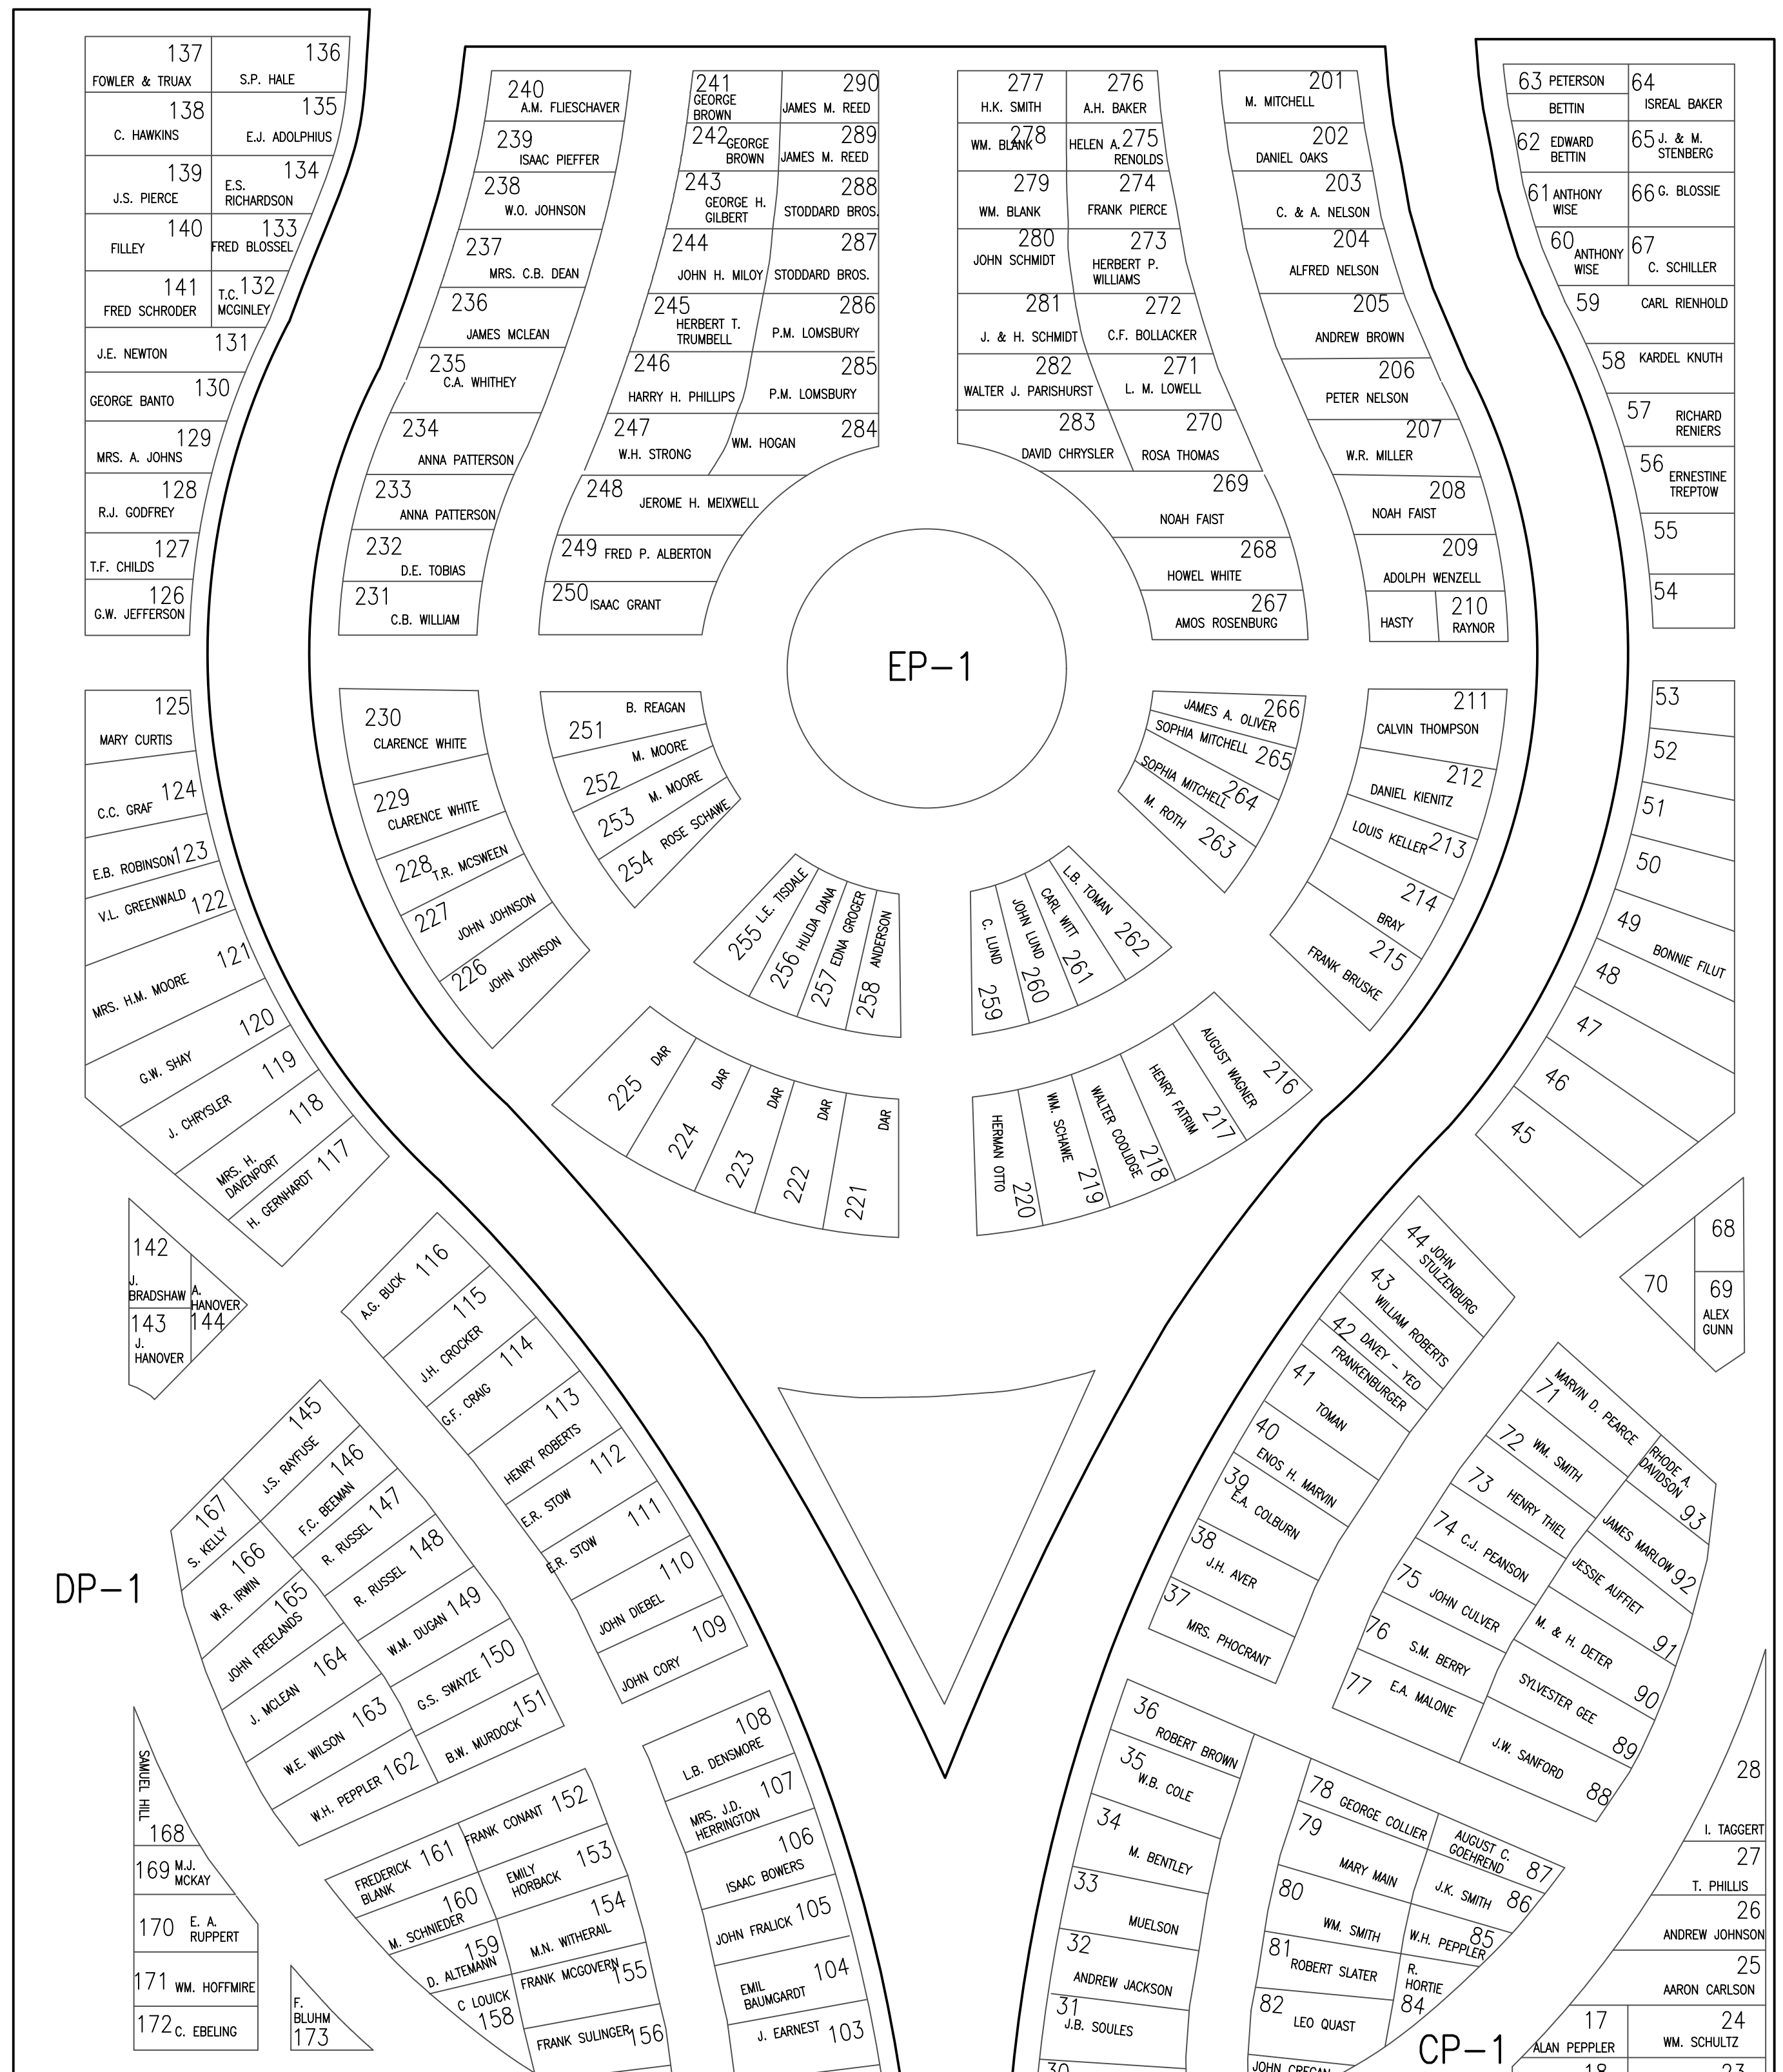 137
FOWLER & TRUAX
136
S.P. HALE
138
C. HAWKINS
135
E.J. ADOLPHIUS
139
J.S. PIERCE
134
E.S.
RICHARDSON
140
FILLEY
133
FRED BLOSSEL
141
FRED SCHRODER
T.C. 132
MCGINLEY
131
J.E. NEWTON
130
GEORGE BANTO
129
MRS. A. JOHNS
128
R.J. GODFREY
127
T.F. CHILDS
126
G.W. JEFFERSON
125
MARY CURTIS
124
C.C. GRAF
E.B. ROBINSON 123
V.L. GREENWALD 122
121
MRS. H.M. MOORE
120
G.W. SHAY
119
J. CHRYSLER
118
MRS. H.
DAVENPORT
H. GERNHARDT 117
240
A.M. FLIESCHAVER
239
ISAAC PIEFFER
238
W.O. JOHNSON
237
MRS. C.B. DEAN
236
JAMES MCLEAN
235
C.A. WHITHEY
234
ANNA PATTERSON
233
ANNA PATTERSON
232
D.E. TOBIAS
231
C.B. WILLIAM
230
CLARENCE WHITE
229
CLARENCE WHITE
228 T.R. MCSWEEN
227
JOHN JOHNSON
226
JOHN JOHNSON
241
GEORGE
BROWN
290
JAMES M. REED
242 GEORGE
BROWN
289
JAMES M. REED
243
GEORGE H.
GILBERT
288
STODDARD BROS.
244
JOHN H. MILOY
287
STODDARD BROS.
245
HERBERT T.
TRUMBELL
286
P.M. LOMSBURY
246
HARRY H. PHILLIPS
285
P.M. LOMSBURY
247
W.H. STRONG
284
WM. HOGAN
248
JEROME H. MEIXWELL
249 FRED P. ALBERTON
250 ISAAC GRANT
B. REAGAN
251
M. MOORE
252
M. MOORE
253
254 ROSE SCHAWE
255 L.E. TISDALE
256 HULDA DANA
257 EDNA GROGER
258 ANDERSON
EP-1
277
H.K. SMITH
276
A.H. BAKER
278
WM. BLANK
HELEN A. 275
RENOLDS
279
WM. BLANK
274
FRANK PIERCE
280
JOHN SCHMIDT
273
HERBERT P.
WILLIAMS
281
J. & H. SCHMIDT
272
C.F. BOLLACKER
282
WALTER J. PARISHURST
271
L. M. LOWELL
283
DAVID CHRYSLER
270
ROSA THOMAS
269
NOAH FAIST
268
HOWEL WHITE
267
AMOS ROSENBURG
JAMES A. OLIVER 266
SOPHIA MITCHELL 265
SOPHIA MITCHELL 264
M. ROTH 263
L.B. TOMAN 262
CARL WITT 261
JOHN LUND 260
C. LUND 259
201
M. MITCHELL
202
DANIEL OAKS
203
C. & A. NELSON
204
ALFRED NELSON
205
ANDREW BROWN
206
PETER NELSON
207
W.R. MILLER
208
NOAH FAIST
209
ADOLPH WENZELL
HASTY
210
RAYNOR
211
CALVIN THOMPSON
212
DANIEL KIENITZ
LOUIS KELLER 213
214
BRAY
215
FRANK BRUSKE
225 DAR
224 DAR
223 DAR
222 DAR
221 DAR
HERMAN OTTO 220
WM. SCHAWE 219
WALTER COOLIDGE 218
HENRY FATRIM 217
AUGUST WAGNER 216
63 PETERSON
BETTIN
64
ISREAL BAKER
62 EDWARD
BETTIN
65 J. & M.
STENBERG
61 ANTHONY
WISE
66 G. BLOSSIE
60 ANTHONY
WISE
67
C. SCHILLER
59 CARL RIENHOLD
58 KARDEL KNUTH
57 RICHARD
RENIERS
56 ERNESTINE
TREPTOW
55
54
53
52
51
50
49
BONNIE FILUT
48
47
46
45
142
J.
BRADSHAW
A.
HANOVER
144
143
J.
HANOVER
A.G. BUCK 116
115
J.H. CROCKER
114
G.F. CRAIG
113
HENRY ROBERTS
112
E.R. STOW
111
E.R. STOW
110
JOHN DIEBEL
109
JOHN CORY
145
J.S. RAYFUSE
146
F.C. BEEMAN
R. RUSSEL 147
148
R. RUSSEL
W.M. DUGAN 149
G.S. SWAYZE 150
B.W. MURDOCK 151
167
S. KELLY
166
W.R. IRWIN
165
JOHN FREELANDS
164
J. MCLEAN
163
W.E. WILSON
W.H. PEPPLER 162
DP-1
SAMUEL HILL
168
169 M.J.
MCKAY
170 E. A.
RUPPERT
171 WM. HOFFMIRE
172 C. EBELING
F.
BLUHM
173
FREDERICK 161
BLANK
FRANK CONANT 152
160
M. SCHNIEDER
EMILY 153
HORBACK
159
D. ALTEMANN
154
M.N. WITHERAIL
C LOUICK
158
FRANK MCGOVERN 155
FRANK SULINGER 156
108
L.B. DENSMORE
107
MRS. J.D.
HERRINGTON
106
ISAAC BOWERS
JOHN FRALICK 105
104
EMIL
BAUMGARDT
J. EARNEST 103
44 JOHN
STULZENBURG
43
WILLIAM ROBERTS
42 DAVEY - YEO
FRANKENBURGER
41
TOMAN
40
ENOS H. MARVIN
39
E.A. COLBURN
38
J.H. AVER
37
MRS. PHOCRANT
68
70
69
ALEX
GUNN
MARVIN D. PEARCE
71
72 WM. SMITH
73 HENRY THIEL
74 C.J. PEANSON
75 JOHN CULVER
76 S.M. BERRY
77 E.A. MALONE
RHODE A.
DAVIDSON
93
JAMES MARLOW 92
JESSIE AUFFIET
91
M. & H. DETER
90
SYLVESTER GEE
89
J.W. SANFORD
88
36
ROBERT BROWN
35
W.B. COLE
34
M. BENTLEY
33
MUELSON
32
ANDREW JACKSON
31
J.B. SOULES
30
78 GEORGE COLLIER
AUGUST C.
GOEHREND 87
79
MARY MAIN
J.K. SMITH 86
80
WM. SMITH
85
W.H. PEPPLER
81 ROBERT SLATER
R.
HORTIE
84
82
LEO QUAST
JOHN CREGAN
28
I. TAGGERT
27
T. PHILLIS
26
ANDREW JOHNSON
25
AARON CARLSON
17
ALAN PEPPLER
24
WM. SCHULTZ
CP-1
18
23